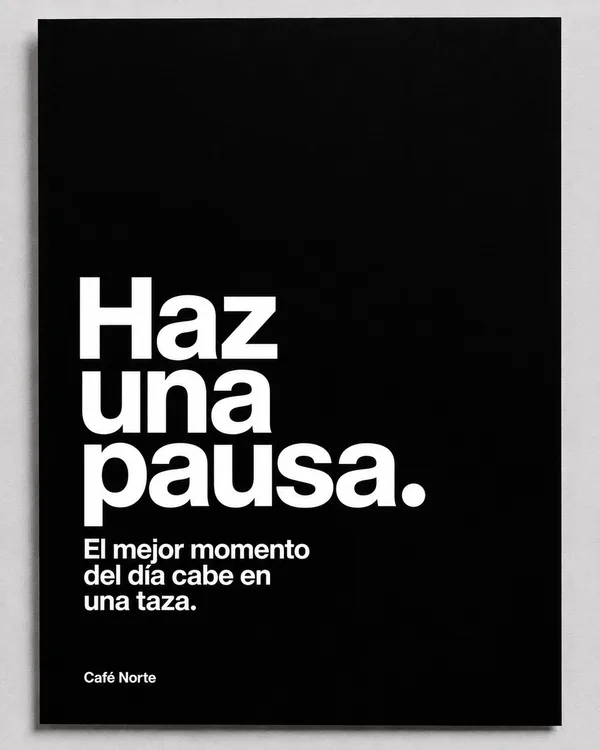 Haz
una
pausa.
El mejor momento
del día cabe en
una taza.
Café Norte